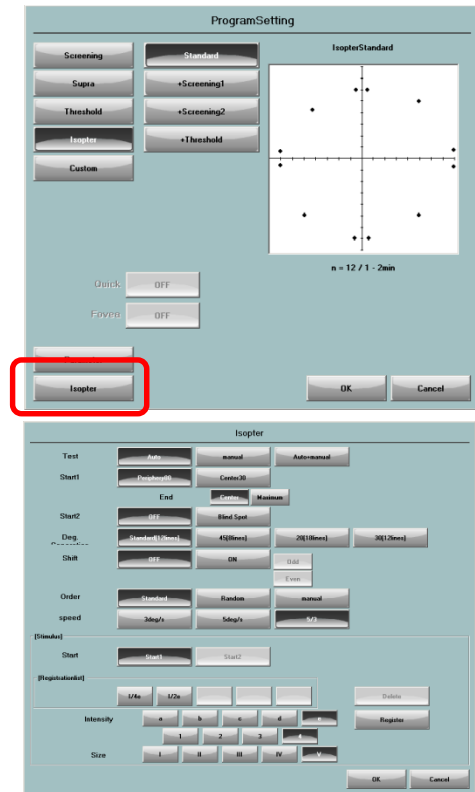 ProgramSetting
Screening Standard IsopterStandard
Supra +Screening1
Threshold +Screening2
Isopter +Threshold
Custom
n = 12 / 1 - 2min
Quick OFF
Fovea OFF
Parameter
Isopter OK Cancel
Isopter
Test Auto manual Auto+manual
Start1 Periphery80 Center30
End Center Maximum
Start2 OFF Blind Spot
Deg. Standard[12lines] 45[8lines] 20[18lines] 30[12lines]
Shift OFF ON Odd
Even
Order Standard Random manual
speed 3deg/s 5deg/s 5/3
[Stimulus]
Start Start1 Start2
[Registrationlist]
1/4e 1/2e Delete
Intensity a b c d e Register
1 2 3 4
Size I II III IV V
OK Cancel